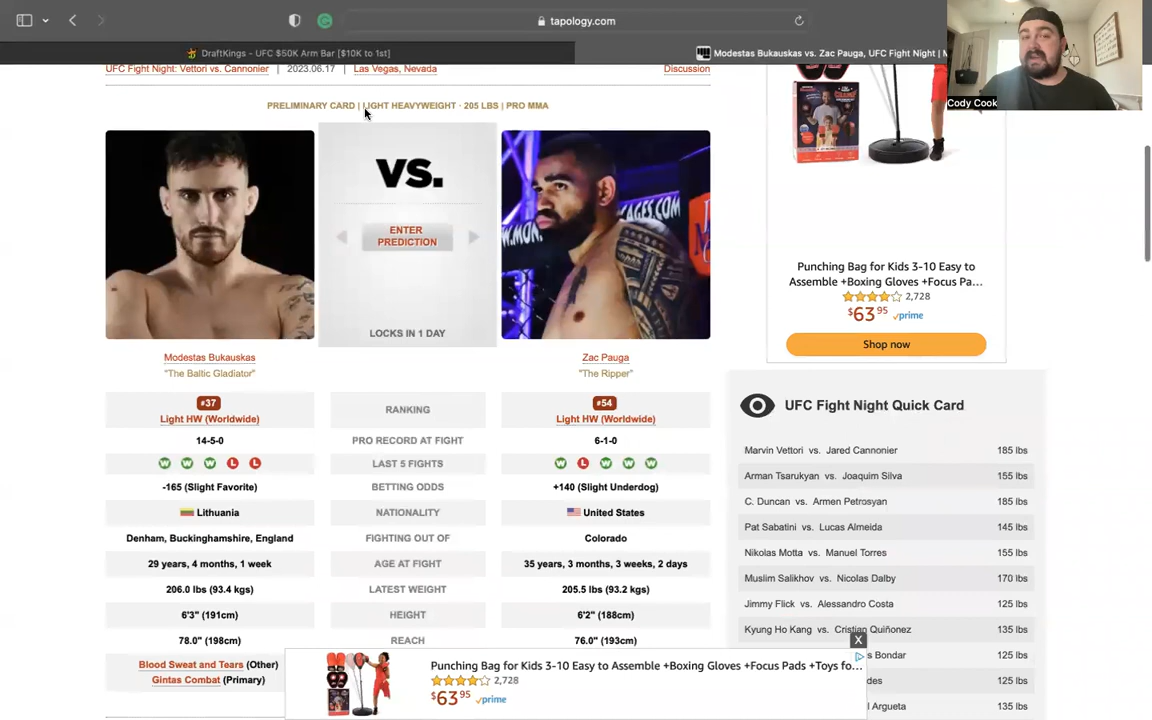 tapology.com
DraftKings - UFC $50K Arm Bar [$10K to 1st]
Modestas Bukauskas vs. Zac Pauga, UFC Fight Night | M
Cody Cook
UFC Fight Night: Vettori vs. Cannonier | 2023.06.17 | Las Vegas, Nevada
Discussion
PRELIMINARY CARD | LIGHT HEAVYWEIGHT · 205 LBS | PRO MMA
VS.
ENTER
PREDICTION
LOCKS IN 1 DAY
Modestas Bukauskas
"The Baltic Gladiator"
Zac Pauga
"The Ripper"
#37
Light HW (Worldwide)
RANKING
#54
Light HW (Worldwide)
14-5-0 PRO RECORD AT FIGHT 6-1-0
W W W L L LAST 5 FIGHTS W L W W W
-165 (Slight Favorite) BETTING ODDS +140 (Slight Underdog)
Lithuania NATIONALITY United States
Denham, Buckinghamshire, England FIGHTING OUT OF Colorado
29 years, 4 months, 1 week AGE AT FIGHT 35 years, 3 months, 3 weeks, 2 days
206.0 lbs (93.4 kgs) LATEST WEIGHT 205.5 lbs (93.2 kgs)
6'3" (191cm) HEIGHT 6'2" (188cm)
78.0" (198cm) REACH 76.0" (193cm)
Blood Sweat and Tears (Other)
Gintas Combat (Primary)
Punching Bag for Kids 3-10 Easy to
Assemble +Boxing Gloves +Focus Pa...
2,728
$63.95 prime
Shop now
UFC Fight Night Quick Card
Marvin Vettori vs. Jared Cannonier 185 lbs
Arman Tsarukyan vs. Joaquim Silva 155 lbs
C. Duncan vs. Armen Petrosyan 185 lbs
Pat Sabatini vs. Lucas Almeida 145 lbs
Nikolas Motta vs. Manuel Torres 155 lbs
Muslim Salikhov vs. Nicolas Dalby 170 lbs
Jimmy Flick vs. Alessandro Costa 125 lbs
Kyung Ho Kang vs. Cristian Quiñonez 135 lbs
s Bondar 125 lbs
des 125 lbs
l Argueta 135 lbs
X
Punching Bag for Kids 3-10 Easy to Assemble +Boxing Gloves +Focus Pads +Toys fo...
2,728
$63.95 prime